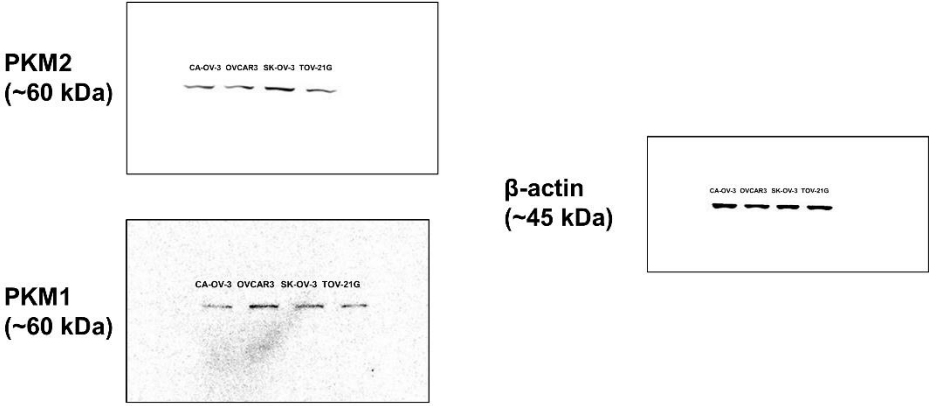 PKM2
(~60 kDa)
CA-OV-3 OVCAR3 SK-OV-3 TOV-21G
PKM1
(~60 kDa)
CA-OV-3 OVCAR3 SK-OV-3 TOV-21G
β-actin
(~45 kDa)
CA-OV-3 OVCAR3 SK-OV-3 TOV-21G